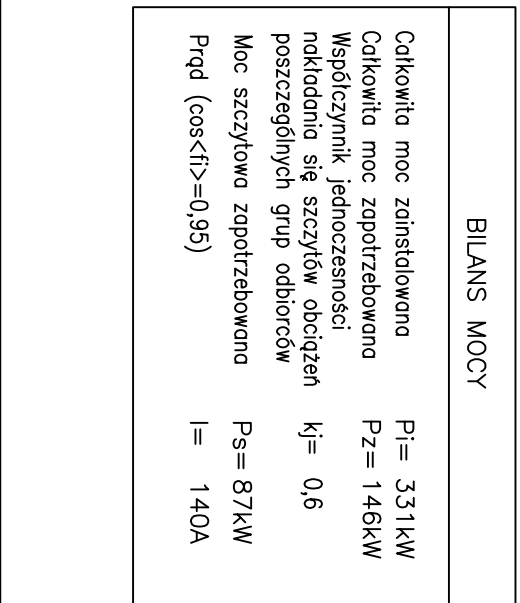 BILANS MOCY
Całkowita moc zainstalowana Pi= 331kW
Całkowita moc zapotrzebowana Pz= 146kW
Współczynnik jednoczesności
nakładania się szczytów obciążeń kj= 0,6
poszczególnych grup odbiorców
Moc szczytowa zapotrzebowana Ps= 87kW
Prąd (cos<fi>=0,95) I= 140A